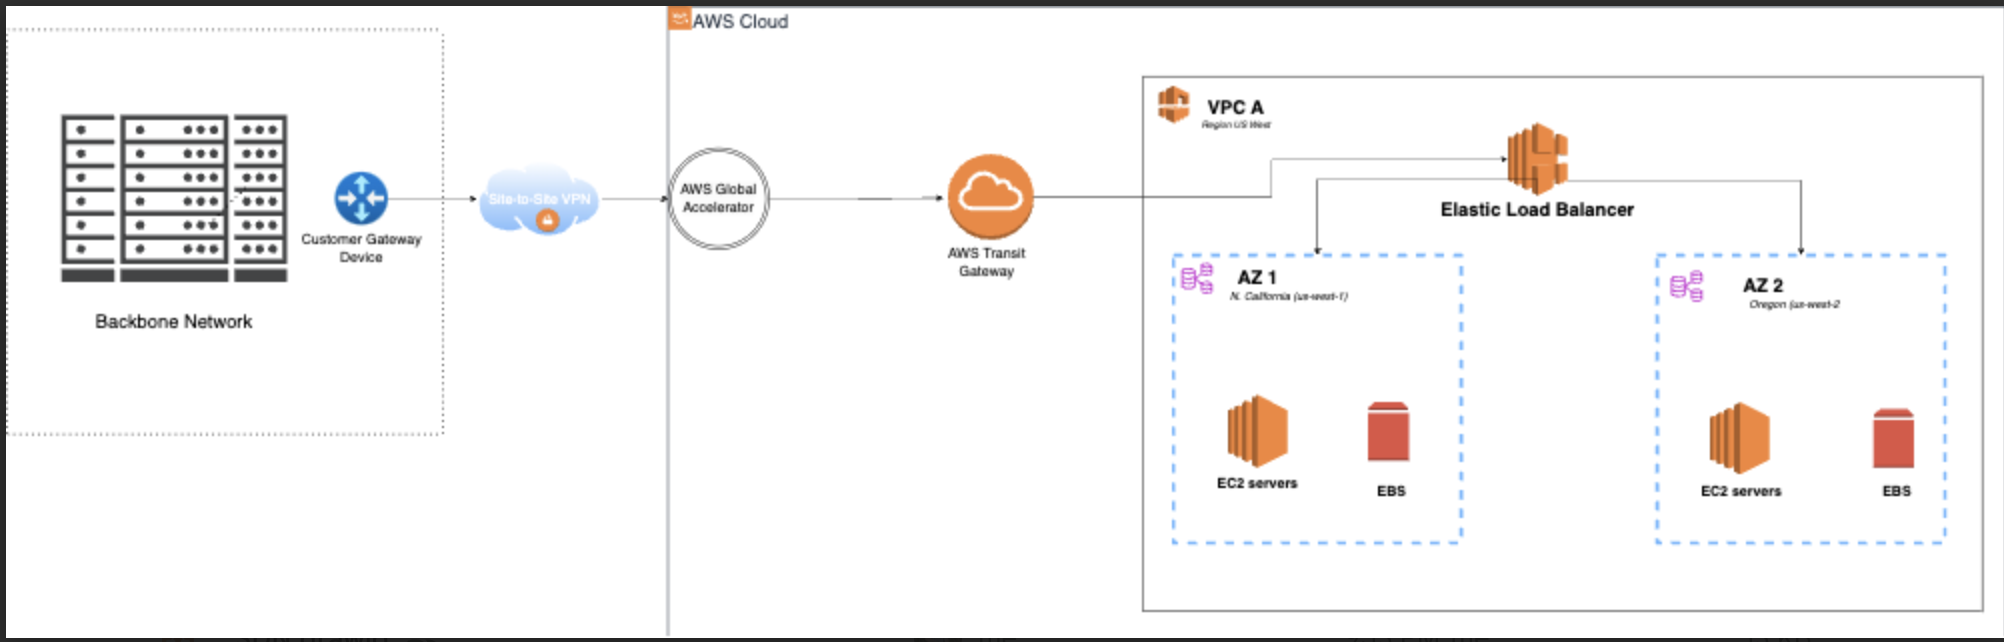 AWS Cloud
Backbone Network
Customer Gateway
Device
Site-to-Site VPN
AWS Global
Accelerator
AWS Transit
Gateway
VPC A
Region US West
Elastic Load Balancer
AZ 1
N. California (us-west-1)
EC2 servers
EBS
AZ 2
Oregon (us-west-2
EC2 servers
EBS